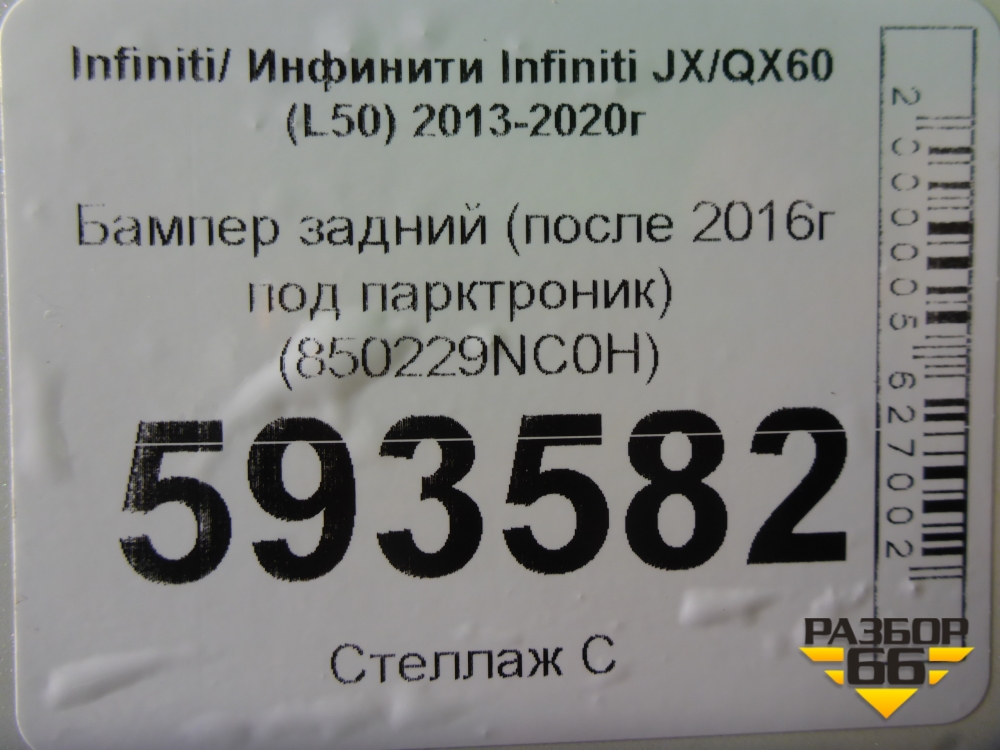 Infiniti/ Инфинити Infiniti JX/QX60
(L50) 2013-2020г
Бампер задний (после 2016г
под парктроник)
(850229NC0H)
593582
Стеллаж С
2000005627002
РАЗБОР
66